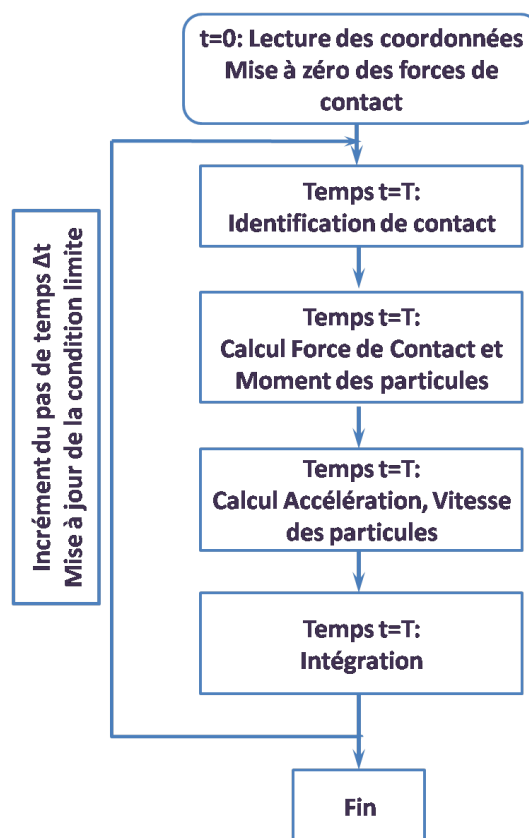 t=0: Lecture des coordonnées
Mise à zéro des forces de
contact
Temps t=T:
Identification de contact
Temps t=T:
Calcul Force de Contact et
Moment des particules
Temps t=T:
Calcul Accélération, Vitesse
des particules
Temps t=T:
Intégration
Fin
Incrément du pas de temps Δt
Mise à jour de la condition limite